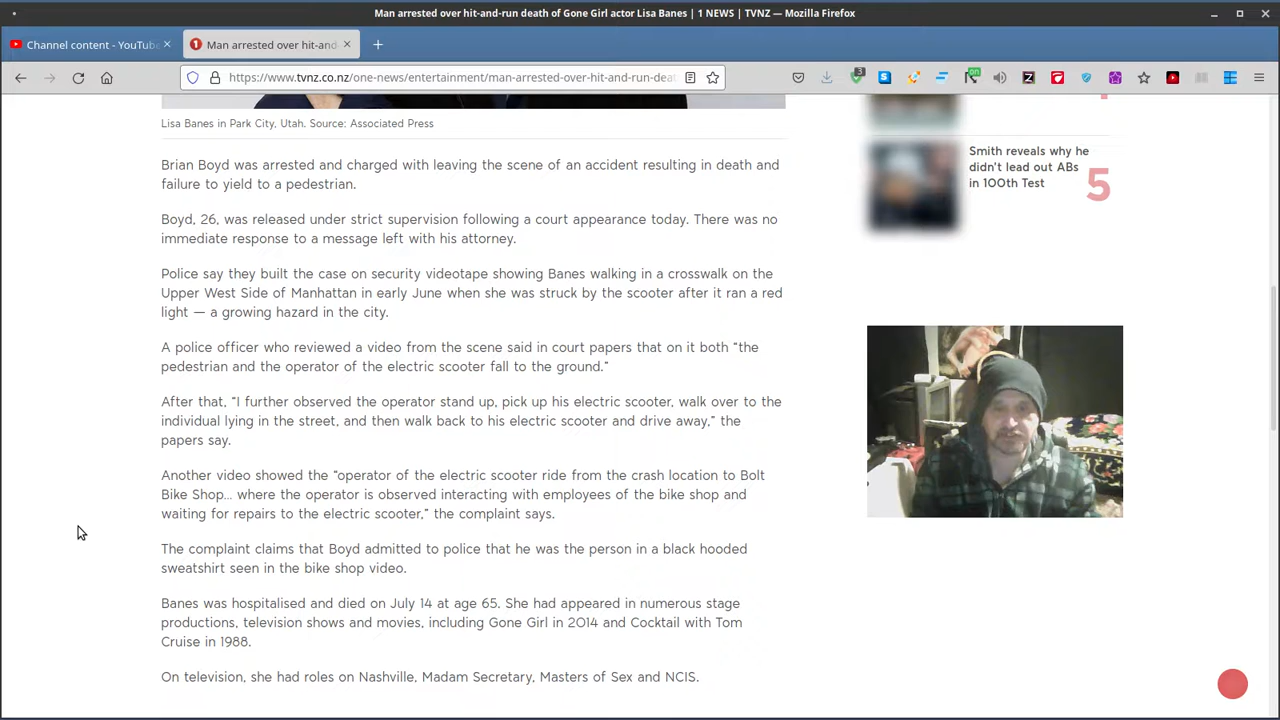 Man arrested over hit-and-run death of Gone Girl actor Lisa Banes | 1 NEWS | TVNZ — Mozilla Firefox
Channel content - YouTube
Man arrested over hit-and-
https://www.tvnz.co.nz/one-news/entertainment/man-arrested-over-hit-and-run-deat
3
on
Lisa Banes in Park City, Utah. Source: Associated Press
Brian Boyd was arrested and charged with leaving the scene of an accident resulting in death and
failure to yield to a pedestrian.
Boyd, 26, was released under strict supervision following a court appearance today. There was no
immediate response to a message left with his attorney.
Police say they built the case on security videotape showing Banes walking in a crosswalk on the
Upper West Side of Manhattan in early June when she was struck by the scooter after it ran a red
light — a growing hazard in the city.
A police officer who reviewed a video from the scene said in court papers that on it both “the
pedestrian and the operator of the electric scooter fall to the ground.”
After that, “I further observed the operator stand up, pick up his electric scooter, walk over to the
individual lying in the street, and then walk back to his electric scooter and drive away,” the
papers say.
Another video showed the “operator of the electric scooter ride from the crash location to Bolt
Bike Shop... where the operator is observed interacting with employees of the bike shop and
waiting for repairs to the electric scooter,” the complaint says.
The complaint claims that Boyd admitted to police that he was the person in a black hooded
sweatshirt seen in the bike shop video.
Banes was hospitalised and died on July 14 at age 65. She had appeared in numerous stage
productions, television shows and movies, including Gone Girl in 2014 and Cocktail with Tom
Cruise in 1988.
On television, she had roles on Nashville, Madam Secretary, Masters of Sex and NCIS.
Smith reveals why he
didn't lead out ABs
in 100th Test
5